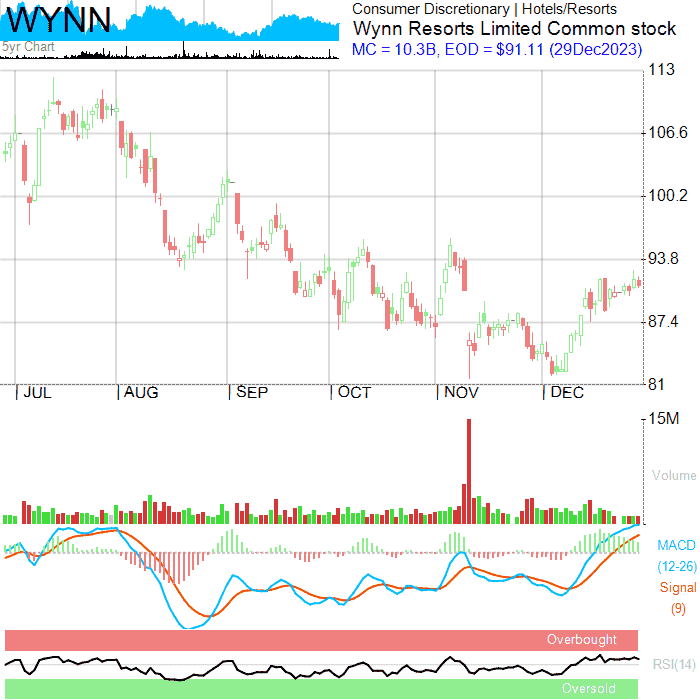 WYNN
5yr Chart
Consumer Discretionary | Hotels/Resorts
Wynn Resorts Limited Common stock
MC = 10.3B, EOD = $91.11 (29Dec2023)
113
106.6
100.2
93.8
87.4
81
JUL AUG SEP OCT NOV DEC
15M
Volume
MACD
(12-26)
Signal
(9)
Overbought
RSI(14)
Oversold